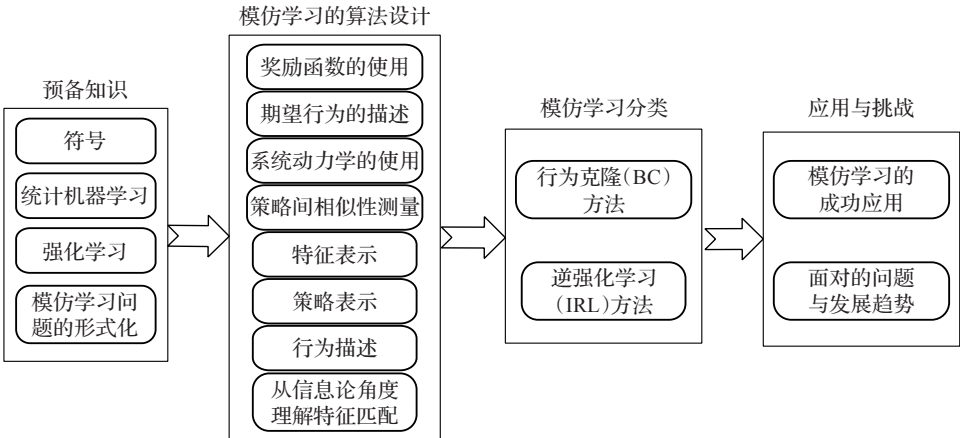 预备知识
符号
统计机器学习
强化学习
模仿学习问
题的形式化
模仿学习的算法设计
奖励函数的使用
期望行为的描述
系统动力学的使用
策略间相似性测量
特征表示
策略表示
行为描述
从信息论角度
理解特征匹配
模仿学习分类
行为克隆(BC)
方法
逆强化学习
(IRL)方法
应用与挑战
模仿学习的
成功应用
面对的问题
与发展趋势